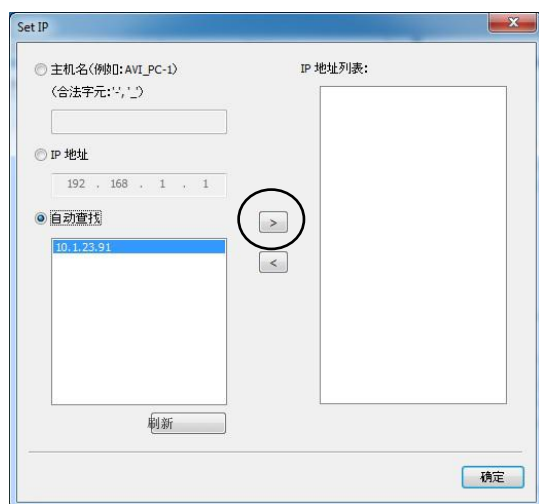 Set IP
主机名(例如:AVI_PC-1)
(合法字元:'-', '_')
IP 地址
192 . 168 . 1 . 1
自动查找
10.1.23.91
刷新
>
<
IP 地址列表:
确定